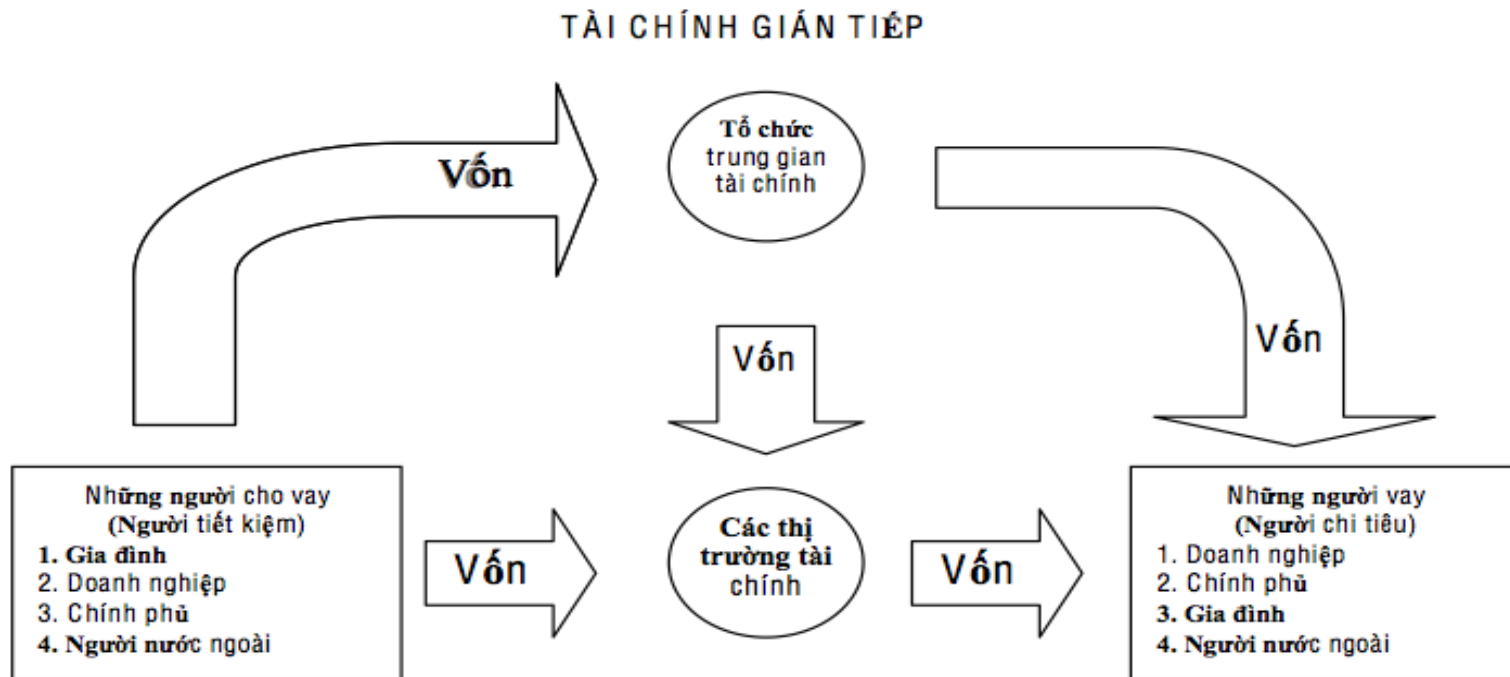 TÀI CHÍNH GIÁN TIẾP
Vốn
Tổ chức
trung gian
tài chính
Vốn
Vốn
Những người cho vay
(Người tiết kiệm)
1. Gia đình
2. Doanh nghiệp
3. Chính phủ
4. Người nước ngoài
Vốn
Các thị
trường tài
chính
Vốn
Những người vay
(Người chi tiêu)
1. Doanh nghiệp
2. Chính phủ
3. Gia đình
4. Người nước ngoài